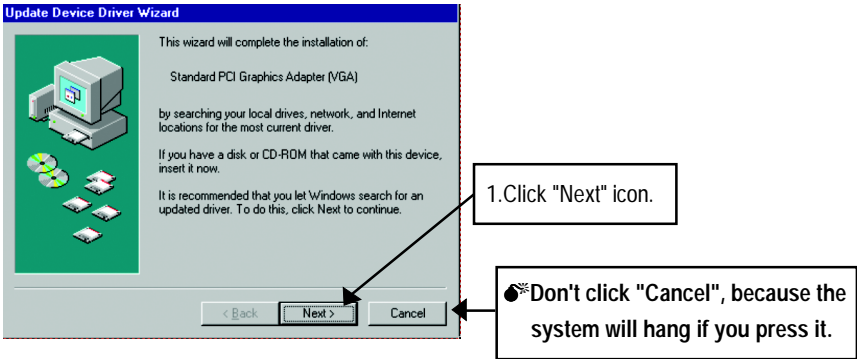 Update Device Driver Wizard
This wizard will complete the installation of:
Standard PCI Graphics Adapter (VGA)
by searching your local drives, network, and Internet
locations for the most current driver.
If you have a disk or CD-ROM that came with this device,
insert it now.
It is recommended that you let Windows search for an
updated driver. To do this, click Next to continue.
< Back
Next >
Cancel
1.Click "Next" icon.
💣Don't click "Cancel", because the
system will hang if you press it.